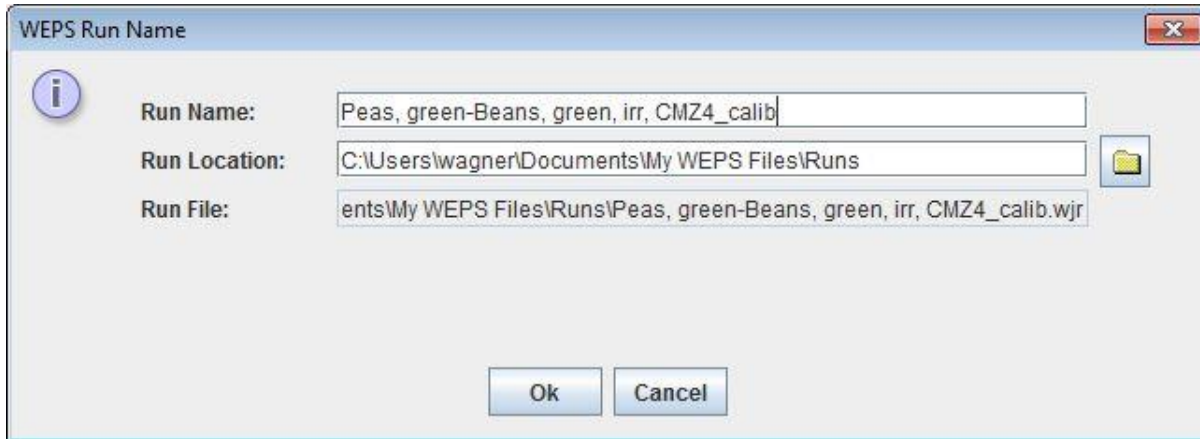 WEPS Run Name
i
Run Name: Peas, green-Beans, green, irr, CMZ4_calib
Run Location: C:\Users\wagner\Documents\My WEPS Files\Runs
Run File: ents\My WEPS Files\Runs\Peas, green-Beans, green, irr, CMZ4_calib.wjr
Ok Cancel